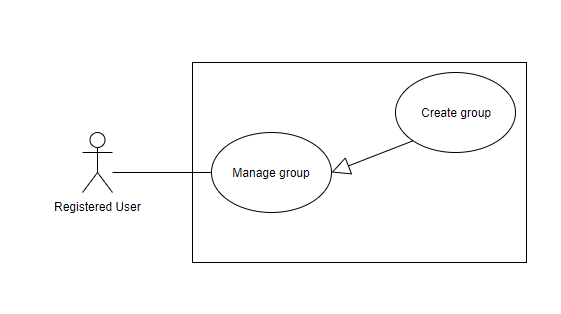 Create group
Manage group
Registered User